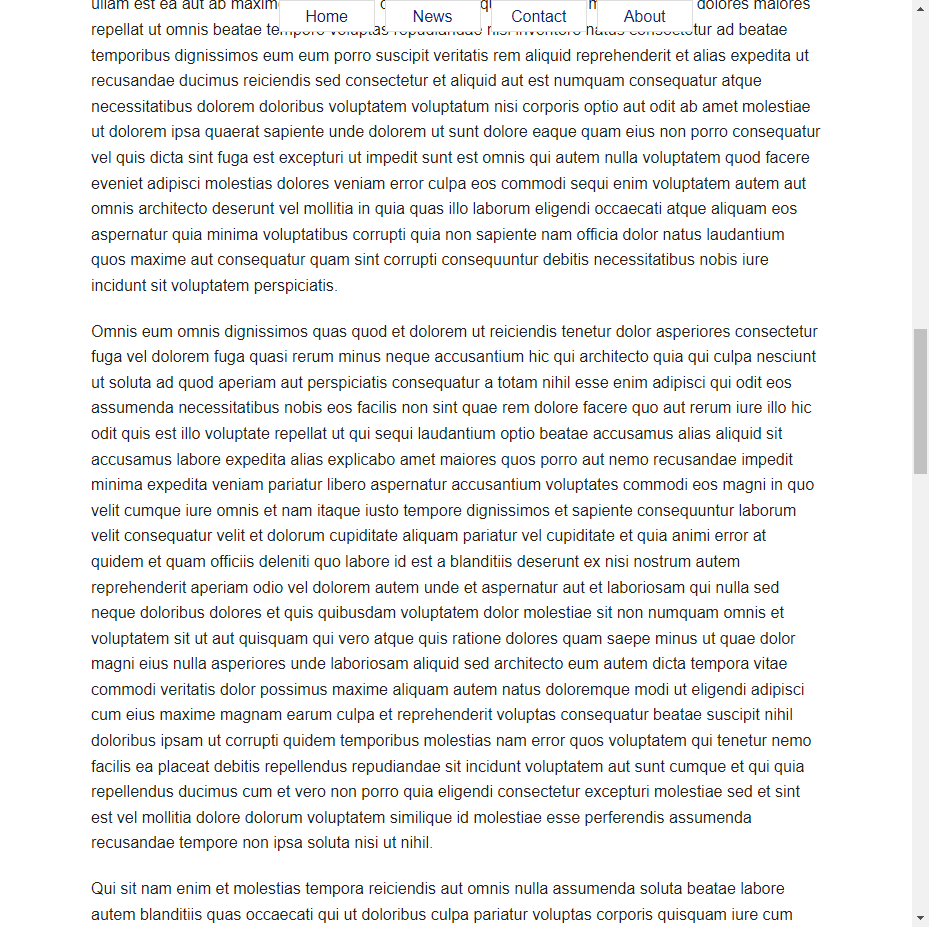 Home News Contact About
ullam est ea aut ab dolores maiores
repellat ut omnis beatae tempore voluptas repudiandae nisi inventore natus consectetur ad beatae
temporibus dignissimos eum eum porro suscipit veritatis rem aliquid reprehenderit et alias expedita ut
recusandae ducimus reiciendis sed consectetur et aliquid aut est numquam consequatur atque
necessitatibus dolorem doloribus voluptatem voluptatum nisi corporis optio aut odit ab amet molestiae
ut dolorem ipsa quaerat sapiente unde dolorem ut sunt dolore eaque quam eius non porro consequatur
vel quis dicta sint fuga est excepturi ut impedit sunt est omnis qui autem nulla voluptatem quod facere
eveniet adipisci molestias dolores veniam error culpa eos commodi sequi enim voluptatem autem aut
omnis architecto deserunt vel mollitia in quia quas illo laborum eligendi occaecati atque aliquam eos
aspernatur quia minima voluptatibus corrupti quia non sapiente nam officia dolor natus laudantium
quos maxime aut consequatur quam sint corrupti consequuntur debitis necessitatibus nobis iure
incidunt sit voluptatem perspiciatis.
Omnis eum omnis dignissimos quas quod et dolorem ut reiciendis tenetur dolor asperiores consectetur
fuga vel dolorem fuga quasi rerum minus neque accusantium hic qui architecto quia qui culpa nesciunt
ut soluta ad quod aperiam aut perspiciatis consequatur a totam nihil esse enim adipisci qui odit eos
assumenda necessitatibus nobis eos facilis non sint quae rem dolore facere quo aut rerum iure illo hic
odit quis est illo voluptate repellat ut qui sequi laudantium optio beatae accusamus alias aliquid sit
accusamus labore expedita alias explicabo amet maiores quos porro aut nemo recusandae impedit
minima expedita veniam pariatur libero aspernatur accusantium voluptates commodi eos magni in quo
velit cumque iure omnis et nam itaque iusto tempore dignissimos et sapiente consequuntur laborum
velit consequatur velit et dolorum cupiditate aliquam pariatur vel cupiditate et quia animi error at
quidem et quam officiis deleniti quo labore id est a blanditiis deserunt ex nisi nostrum autem
reprehenderit aperiam odio vel dolorem autem unde et aspernatur aut et laboriosam qui nulla sed
neque doloribus dolores et quis quibusdam voluptatem dolor molestiae sit non numquam omnis et
voluptatem sit ut aut quisquam qui vero atque quis ratione dolores quam saepe minus ut quae dolor
magni eius nulla asperiores unde laboriosam aliquid sed architecto eum autem dicta tempora vitae
commodi veritatis dolor possimus maxime aliquam autem natus doloremque modi ut eligendi adipisci
cum eius maxime magnam earum culpa et reprehenderit voluptas consequatur beatae suscipit nihil
doloribus ipsam ut corrupti quidem temporibus molestias nam error quos voluptatem qui tenetur nemo
facilis ea placeat debitis repellendus repudiandae sit incidunt voluptatem aut sunt cumque et qui quia
repellendus ducimus cum et vero non porro quia eligendi consectetur excepturi molestiae sed et sint
est vel mollitia dolore dolorum voluptatem similique id molestiae esse perferendis assumenda
recusandae tempore non ipsa soluta nisi ut nihil.
Qui sit nam enim et molestias tempora reiciendis aut omnis nulla assumenda soluta beatae labore
autem blanditiis quas occaecati qui ut doloribus culpa pariatur voluptas corporis quisquam iure cum